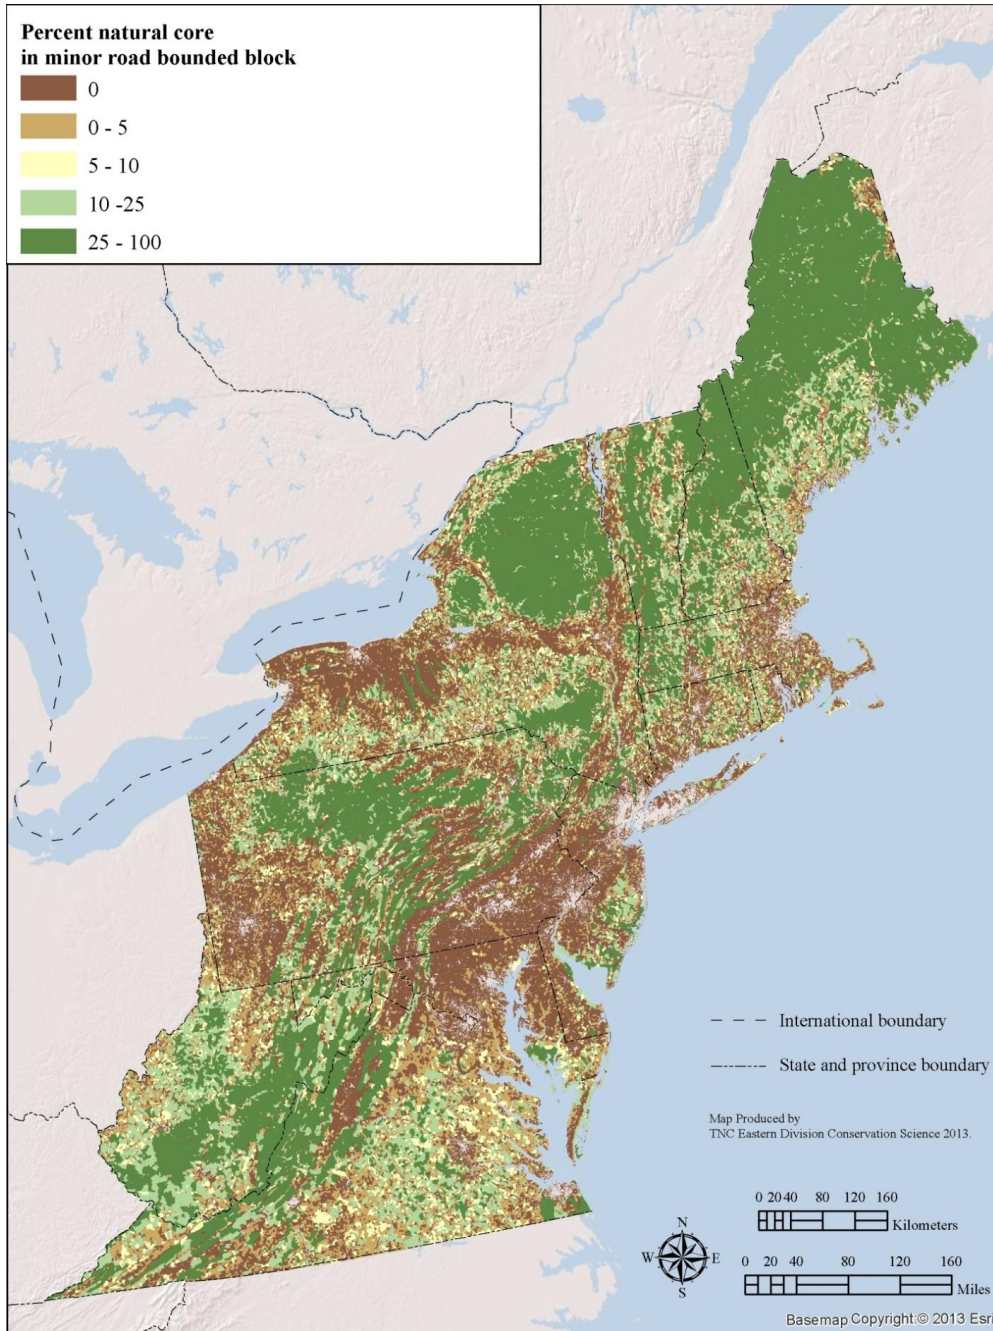 Percent natural core
in minor road bounded block
0
0 - 5
5 - 10
10 -25
25 - 100
International boundary
State and province boundary
Map Produced by
TNC Eastern Division Conservation Science 2013.
0 20 40 80 120 160
Kilometers
N
W E
S
0 20 40 80 120 160
Miles
Basemap Copyright:© 2013 Esri